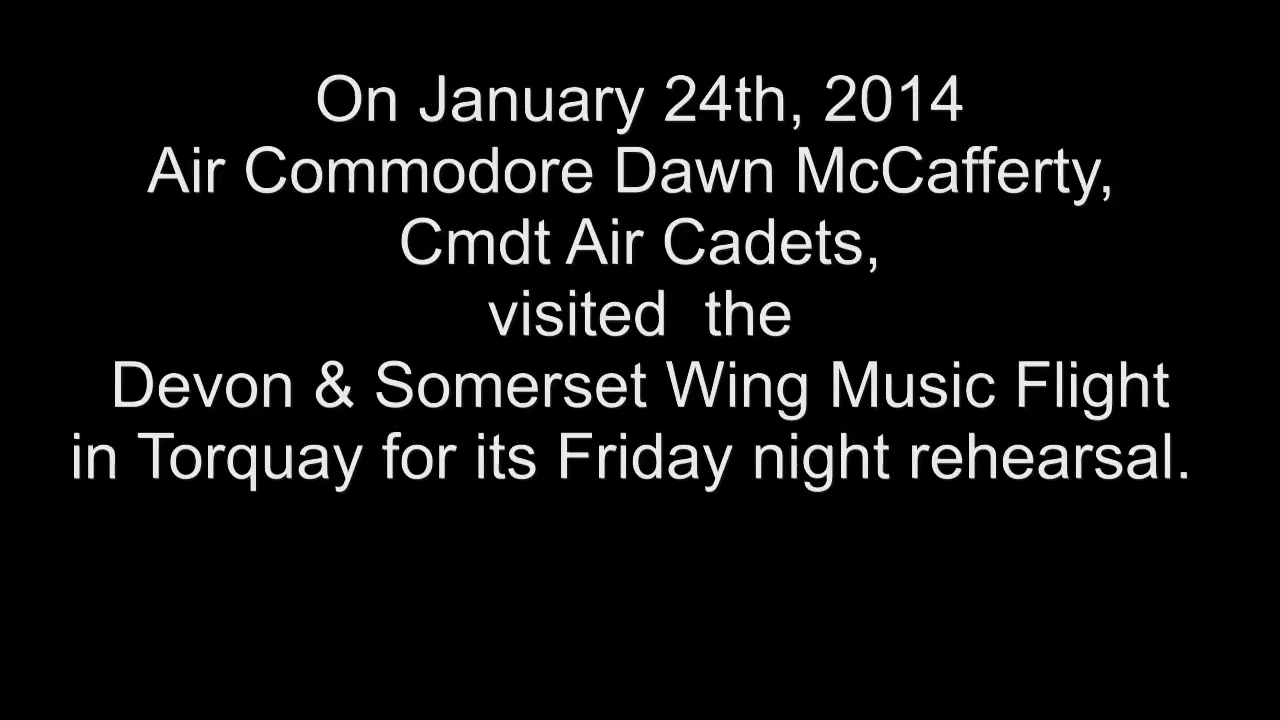 On January 24th, 2014
Air Commodore Dawn McCafferty,
Cmdt Air Cadets,
visited  the
Devon & Somerset Wing Music Flight
in Torquay for its Friday night rehearsal.